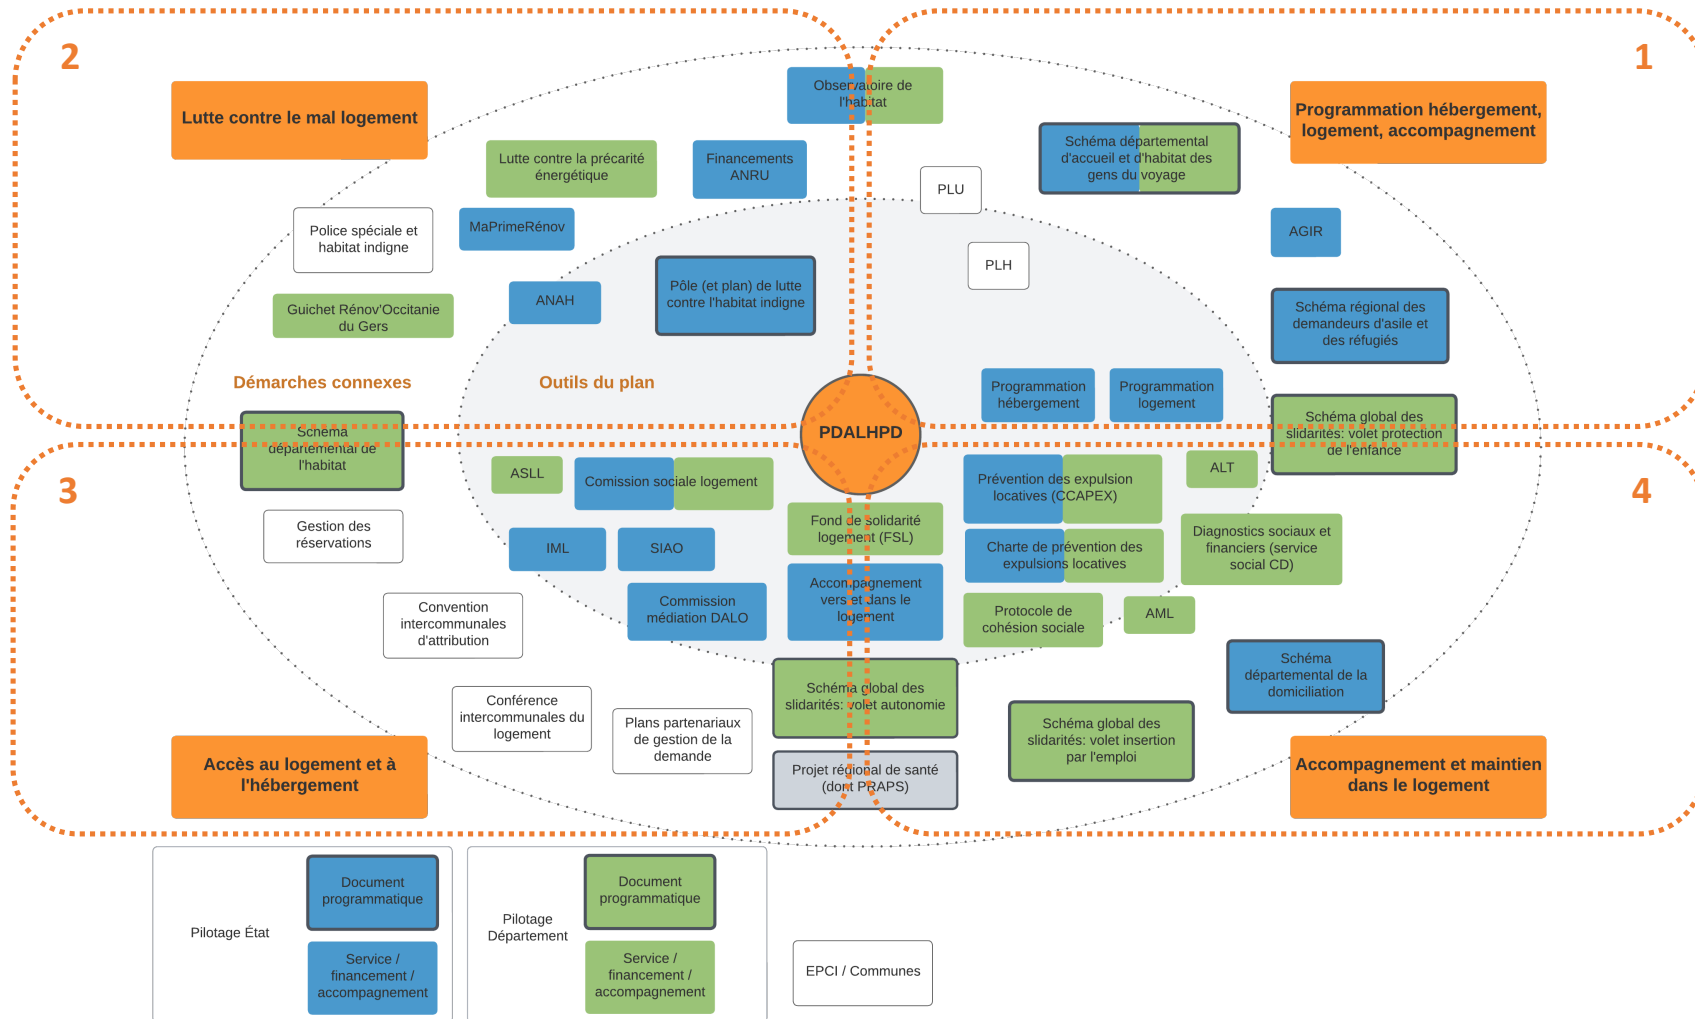 2
1
Lutte contre le mal logement
Programmation hébergement,
logement, accompagnement
Observatoire de
l'habitat
Lutte contre la précarité
énergétique
Financements
ANRU
Schéma départemental
d'accueil et d'habitat des
gens du voyage
PLU
Police spéciale et
habitat indigne
MaPrimeRénov
AGIR
PLH
Pôle (et plan) de lutte
contre l'habitat indigne
ANAH
Guichet Rénov'Occitanie
du Gers
Schéma régional des
demandeurs d'asile et
des réfugiés
Démarches connexes
Outils du plan
Programmation
hébergement
Programmation
logement
PDALHPD
Schéma
départemental de
l'habitat
Schéma global des
slidarités: volet protection
de l'enfance
3
4
ASLL
Comission sociale logement
Prévention des expulsion
locatives (CCAPEX)
ALT
Gestion des
réservations
IML
SIAO
Fond de solidarité
logement (FSL)
Charte de prévention des
expulsions locatives
Diagnostics sociaux et
financiers (service
social CD)
Convention
intercommunales
d'attribution
Commission
médiation DALO
Accompagnement
vers et dans le
logement
Protocole de
cohésion sociale
AML
Schéma
départemental de la
domiciliation
Conférence
intercommunales du
logement
Plans partenariaux
de gestion de la
demande
Schéma global des
slidarités: volet autonomie
Schéma global des
slidarités: volet insertion
par l'emploi
Accès au logement et à
l'hébergement
Projet régional de santé
(dont PRAPS)
Accompagnement et maintien
dans le logement
Pilotage État
Document
programmatique
Service /
financement /
accompagnement
Pilotage
Département
Document
programmatique
Service /
financement /
accompagnement
EPCI / Communes